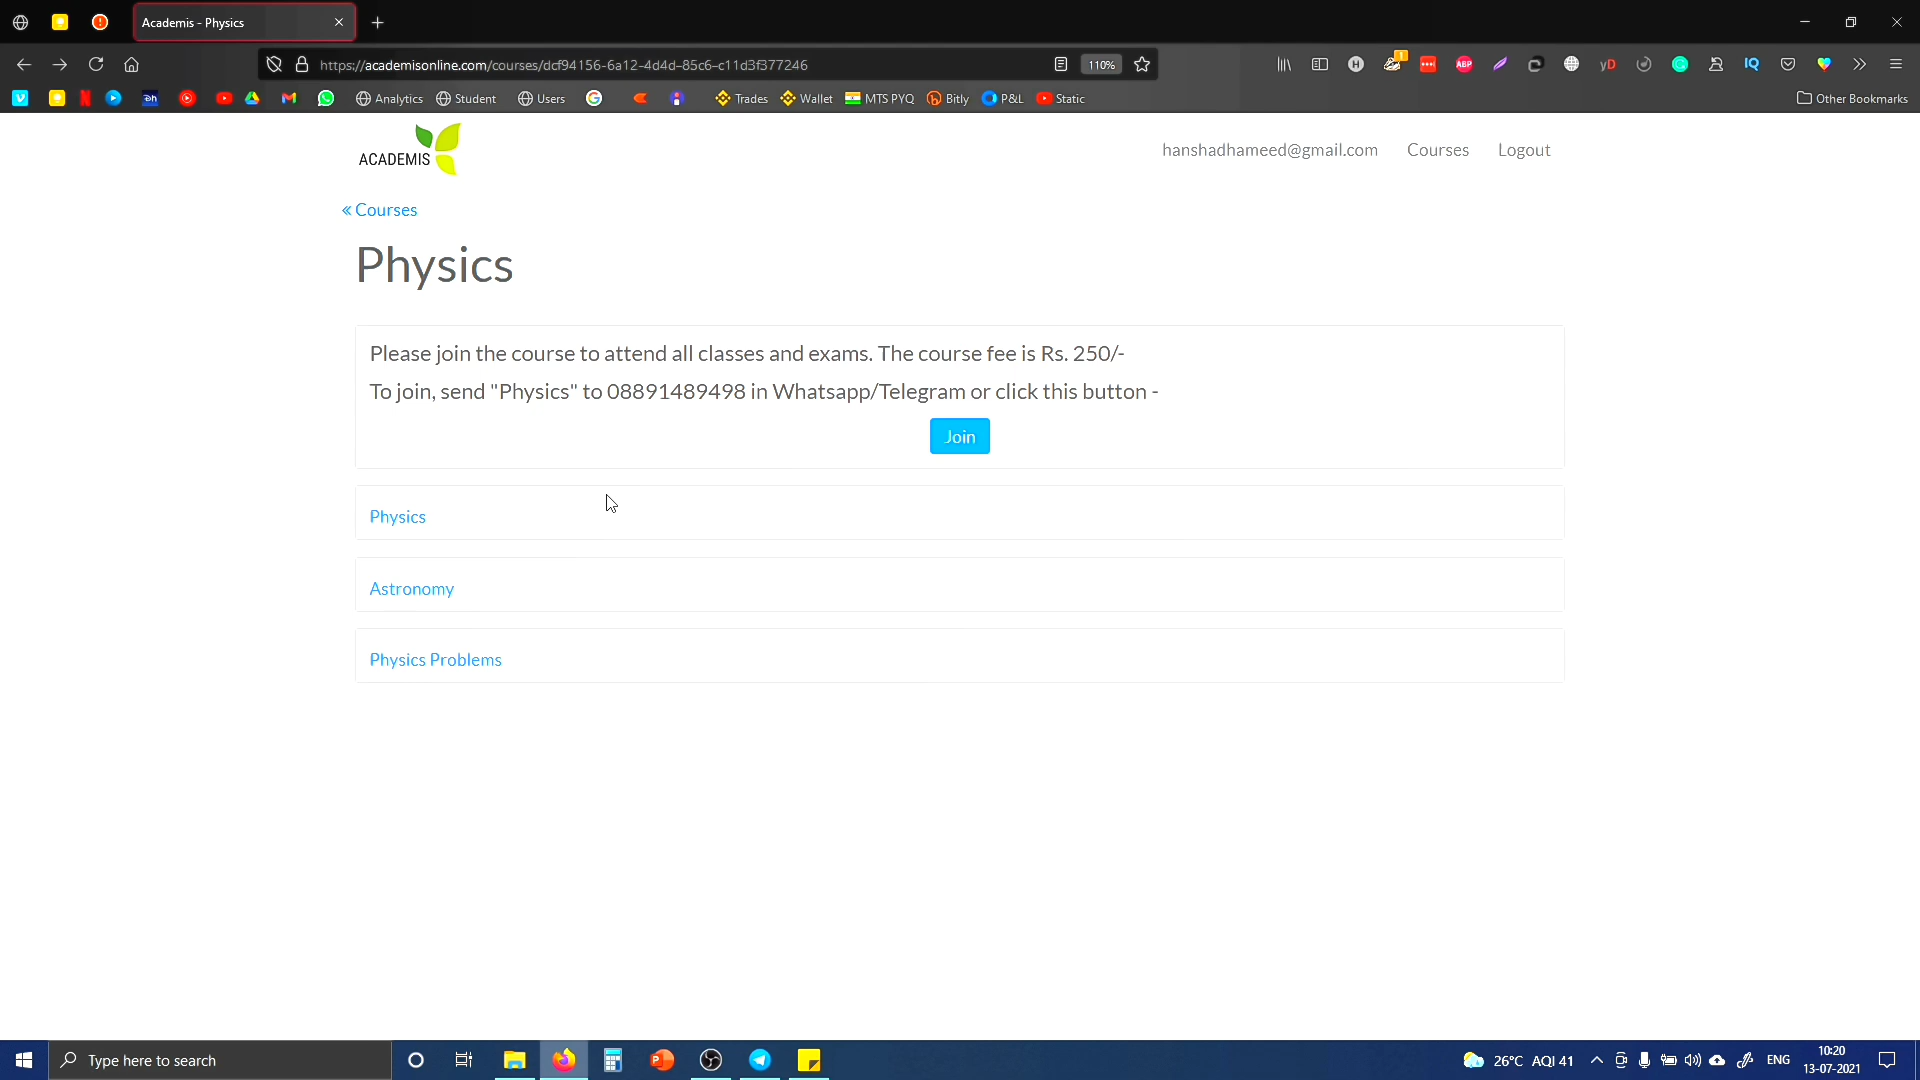 Academis - Physics
https://academisonline.com/courses/dcf94156-6a12-4d4d-85c6-c11d3f377246
110%
H
1
ABP
yD
IQ
Analytics
Student
Users
Trades
Wallet
MTS PYQ
Bitly
P&L
Static
Other Bookmarks
ACADEMIS
hanshadhameed@gmail.com
Courses
Logout
« Courses
Physics
Please join the course to attend all classes and exams. The course fee is Rs. 250/-
To join, send "Physics" to 08891489498 in Whatsapp/Telegram or click this button -
Join
Physics
Astronomy
Physics Problems
Type here to search
26°C AQI 41
ENG
10:20
13-07-2021